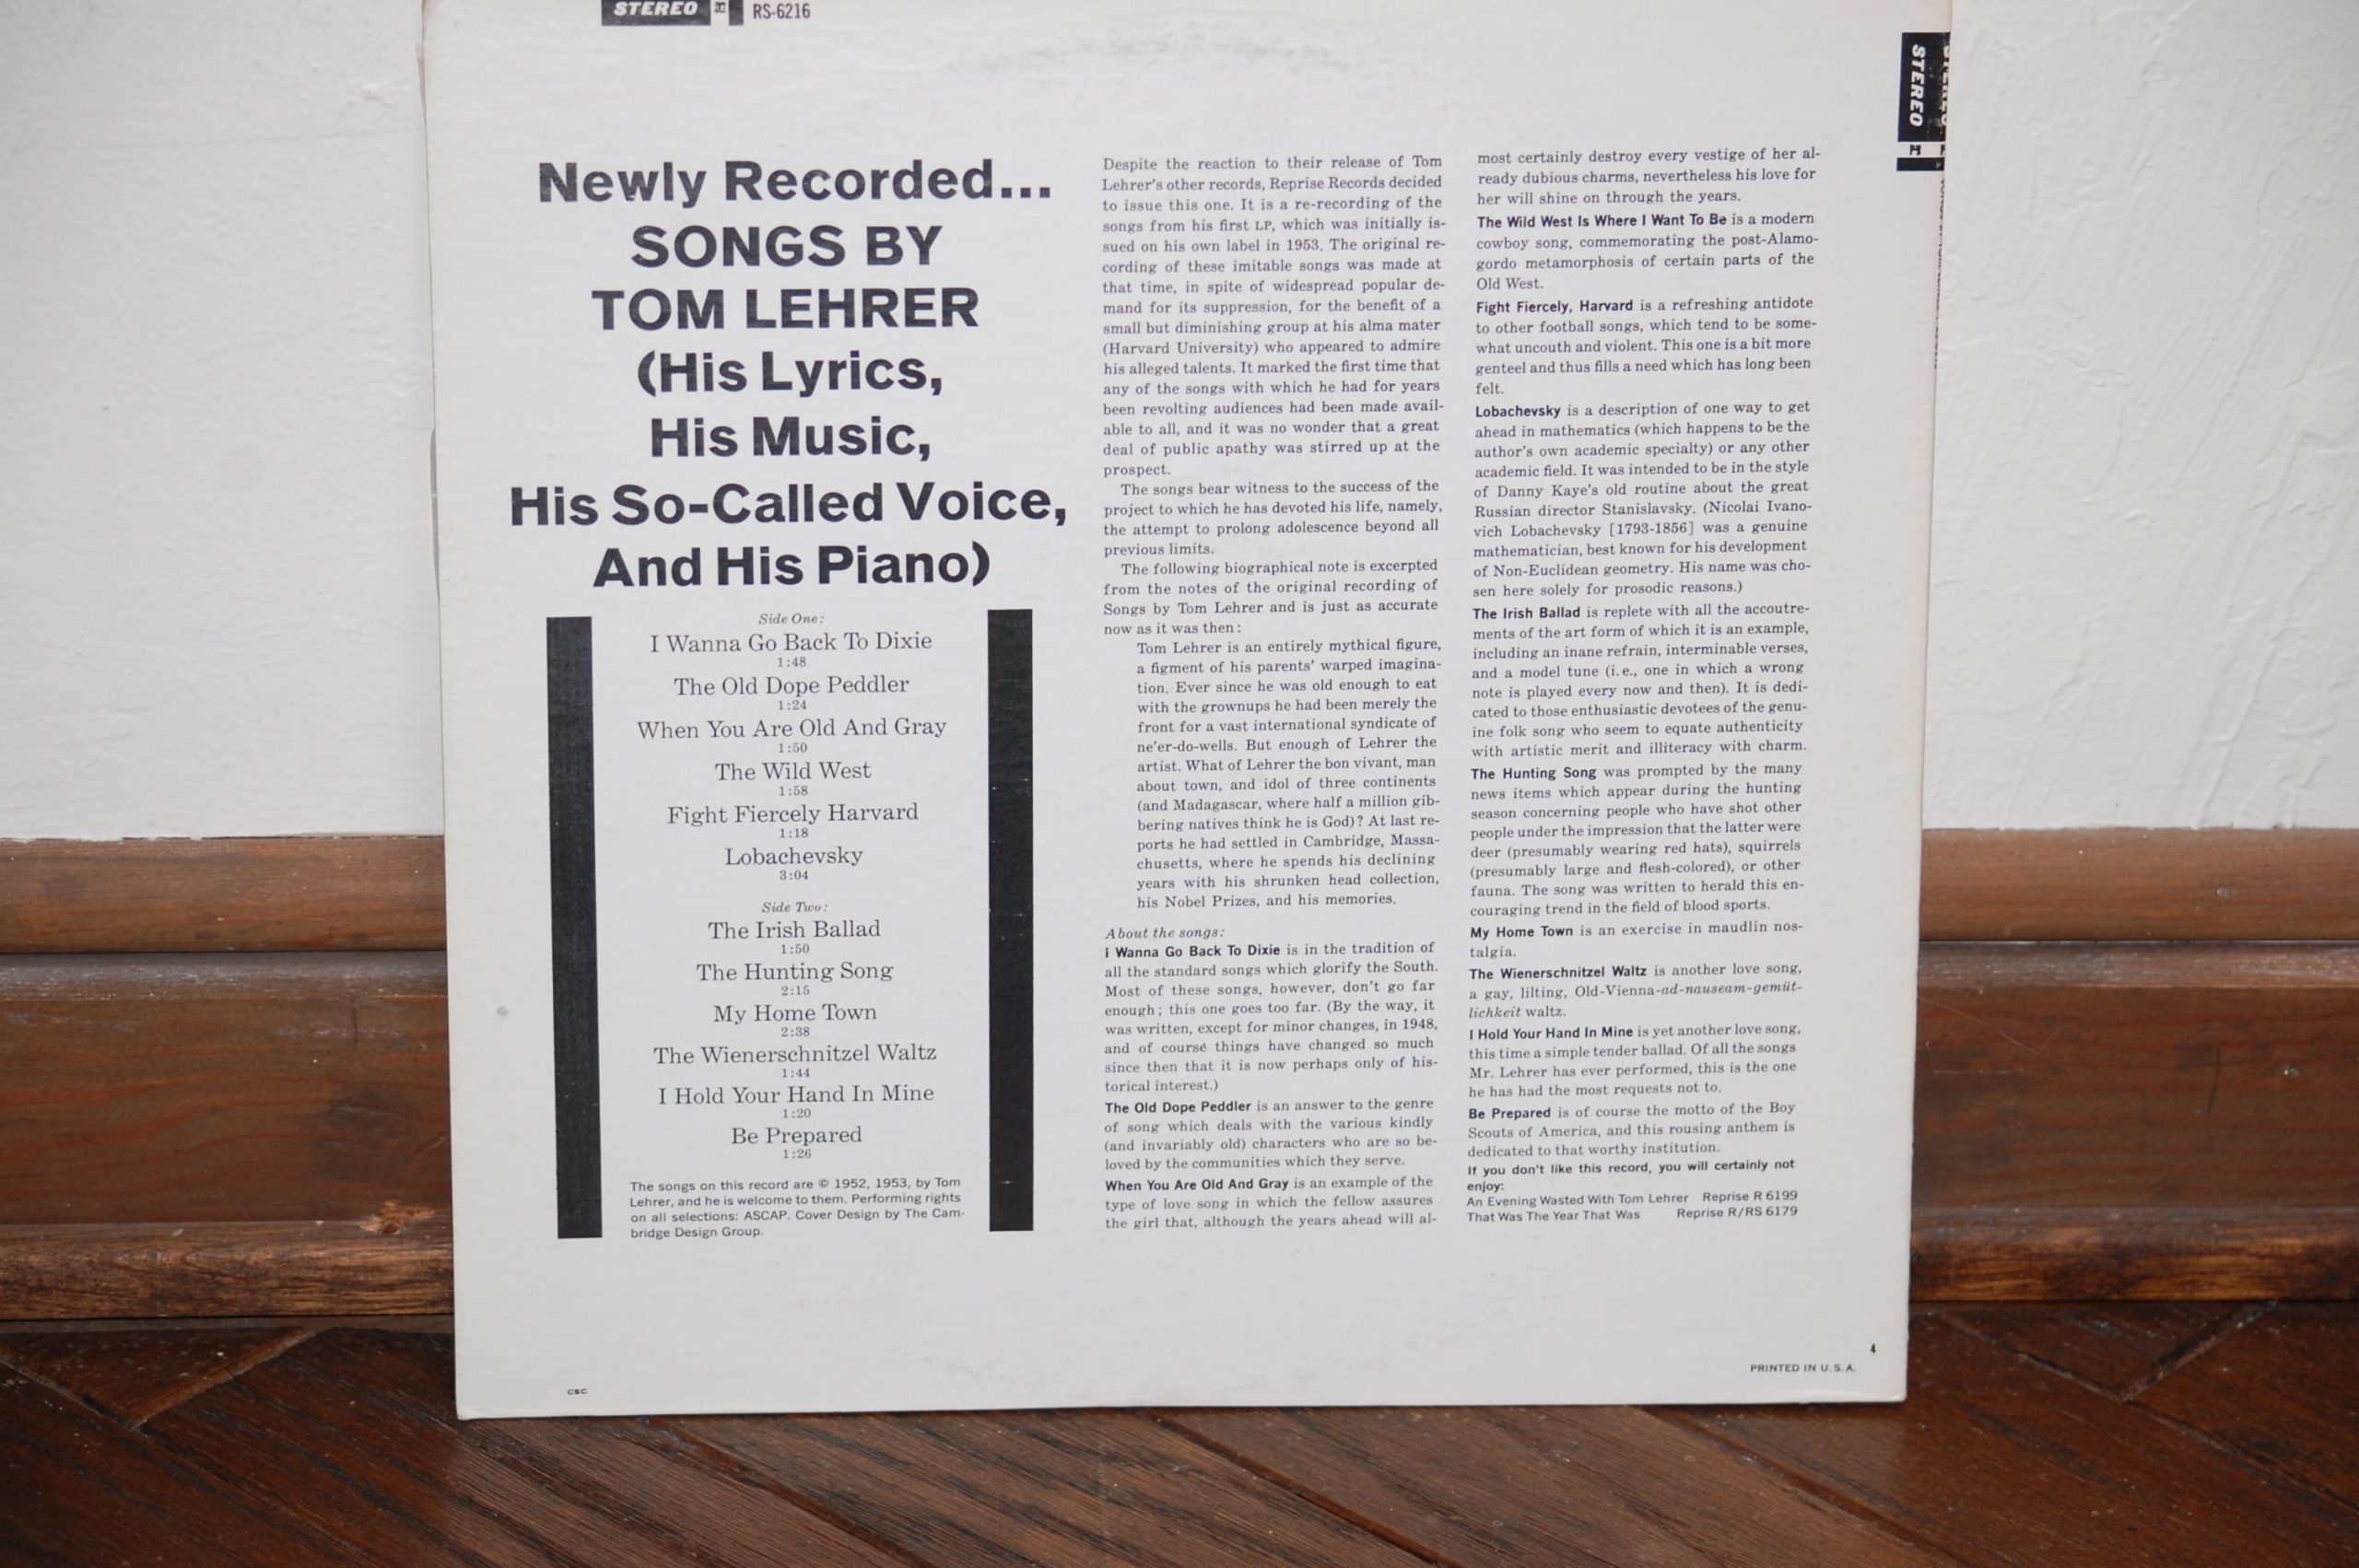 STEREO RS-6216
STEREO
Newly Recorded...
SONGS BY
TOM LEHRER
(His Lyrics,
His Music,
His So-Called Voice,
And His Piano)
Side One:
I Wanna Go Back To Dixie
1:48
The Old Dope Peddler
1:24
When You Are Old And Gray
1:50
The Wild West
1:58
Fight Fiercely Harvard
1:18
Lobachevsky
3:04
Side Two:
The Irish Ballad
1:50
The Hunting Song
2:15
My Home Town
2:38
The Wienerschnitzel Waltz
1:44
I Hold Your Hand In Mine
1:20
Be Prepared
1:26
The songs on this record are © 1952, 1953, by Tom
Lehrer, and he is welcome to them. Performing rights
on all selections: ASCAP. Cover Design by The Cam-
bridge Design Group.
Despite the reaction to their release of Tom
Lehrer's other records, Reprise Records decided
to issue this one. It is a re-recording of the
songs from his first LP, which was initially is-
sued on his own label in 1953. The original re-
cording of these imitable songs was made at
that time, in spite of widespread popular de-
mand for its suppression, for the benefit of a
small but diminishing group at his alma mater
(Harvard University) who appeared to admire
his alleged talents. It marked the first time that
any of the songs with which he had for years
been revolting audiences had been made avail-
able to all, and it was no wonder that a great
deal of public apathy was stirred up at the
prospect.
The songs bear witness to the success of the
project to which he has devoted his life, namely,
the attempt to prolong adolescence beyond all
previous limits.
The following biographical note is excerpted
from the notes of the original recording of
Songs by Tom Lehrer and is just as accurate
now as it was then:
Tom Lehrer is an entirely mythical figure,
a figment of his parents' warped imagina-
tion. Ever since he was old enough to eat
with the grownups he had been merely the
front for a vast international syndicate of
ne'er-do-wells. But enough of Lehrer the
artist. What of Lehrer the bon vivant, man
about town, and idol of three continents
(and Madagascar, where half a million gib-
bering natives think he is God)? At last re-
ports he had settled in Cambridge, Massa-
chusetts, where he spends his declining
years with his shrunken head collection,
his Nobel Prizes, and his memories.
About the songs:
I Wanna Go Back To Dixie is in the tradition of
all the standard songs which glorify the South.
Most of these songs, however, don't go far
enough; this one goes too far. (By the way, it
was written, except for minor changes, in 1948,
and of course things have changed so much
since then that it is now perhaps only of his-
torical interest.)
The Old Dope Peddler is an answer to the genre
of song which deals with the various kindly
(and invariably old) characters who are so be-
loved by the communities which they serve.
When You Are Old And Gray is an example of the
type of love song in which the fellow assures
the girl that, although the years ahead will al-
most certainly destroy every vestige of her al-
ready dubious charms, nevertheless his love for
her will shine on through the years.
The Wild West Is Where I Want To Be is a modern
cowboy song, commemorating the post-Alamo-
gordo metamorphosis of certain parts of the
Old West.
Fight Fiercely, Harvard is a refreshing antidote
to other football songs, which tend to be some-
what uncouth and violent. This one is a bit more
genteel and thus fills a need which has long been
felt.
Lobachevsky is a description of one way to get
ahead in mathematics (which happens to be the
author's own academic specialty) or any other
academic field. It was intended to be in the style
of Danny Kaye's old routine about the great
Russian director Stanislavsky. (Nicolai Ivano-
vich Lobachevsky [1793-1856] was a genuine
mathematician, best known for his development
of Non-Euclidean geometry. His name was cho-
sen here solely for prosodic reasons.)
The Irish Ballad is replete with all the accoutre-
ments of the art form of which it is an example,
including an inane refrain, interminable verses,
and a model tune (i.e., one in which a wrong
note is played every now and then). It is dedi-
cated to those enthusiastic devotees of the genu-
ine folk song who seem to equate authenticity
with artistic merit and illiteracy with charm.
The Hunting Song was prompted by the many
news items which appear during the hunting
season concerning people who have shot other
people under the impression that the latter were
deer (presumably wearing red hats), squirrels
(presumably large and flesh-colored), or other
fauna. The song was written to herald this en-
couraging trend in the field of blood sports.
My Home Town is an exercise in maudlin nos-
talgia.
The Wienerschnitzel Waltz is another love song,
a gay, lilting, Old-Vienna-ad-nauseam-gemüt-
lichkeit waltz.
I Hold Your Hand In Mine is yet another love song,
this time a simple tender ballad. Of all the songs
Mr. Lehrer has ever performed, this is the one
he has had the most requests not to.
Be Prepared is of course the motto of the Boy
Scouts of America, and this rousing anthem is
dedicated to that worthy institution.
If you don't like this record, you will certainly not
enjoy:
An Evening Wasted With Tom Lehrer Reprise R 6199
That Was The Year That Was Reprise R/RS 6179
4
PRINTED IN U.S.A.
CSC